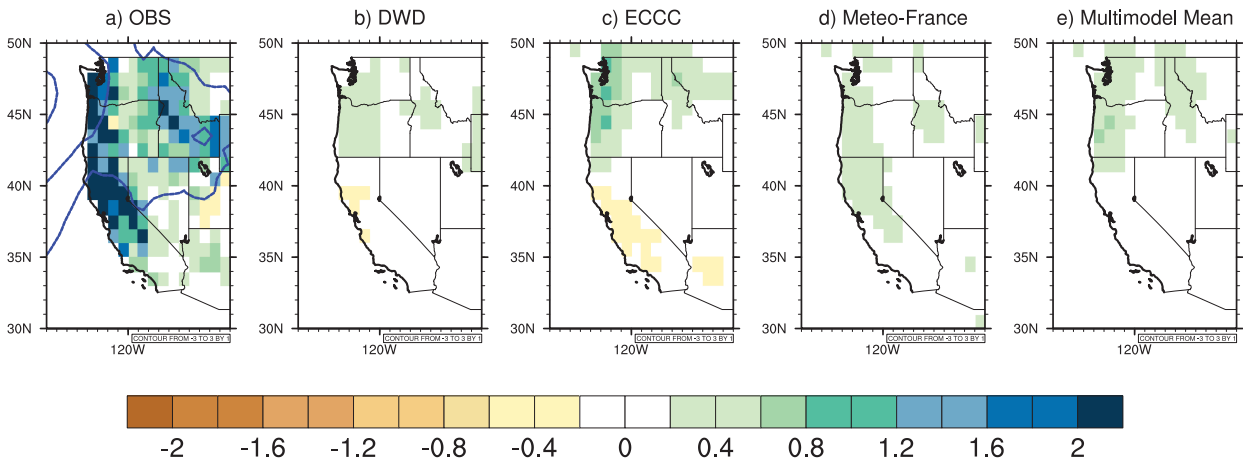 a) OBS b) DWD c) ECCC d) Meteo-France e) Multimodel Mean
50N 50N 50N 50N 50N
45N 45N 45N 45N 45N
40N 40N 40N 40N 40N
35N 35N 35N 35N 35N
30N 30N 30N 30N 30N
CONTOUR FROM -3 TO 3 BY 1 CONTOUR FROM -3 TO 3 BY 1 CONTOUR FROM -3 TO 3 BY 1 CONTOUR FROM -3 TO 3 BY 1 CONTOUR FROM -3 TO 3 BY 1
120W 120W 120W 120W 120W
-2 -1.6 -1.2 -0.8 -0.4 0 0.4 0.8 1.2 1.6 2